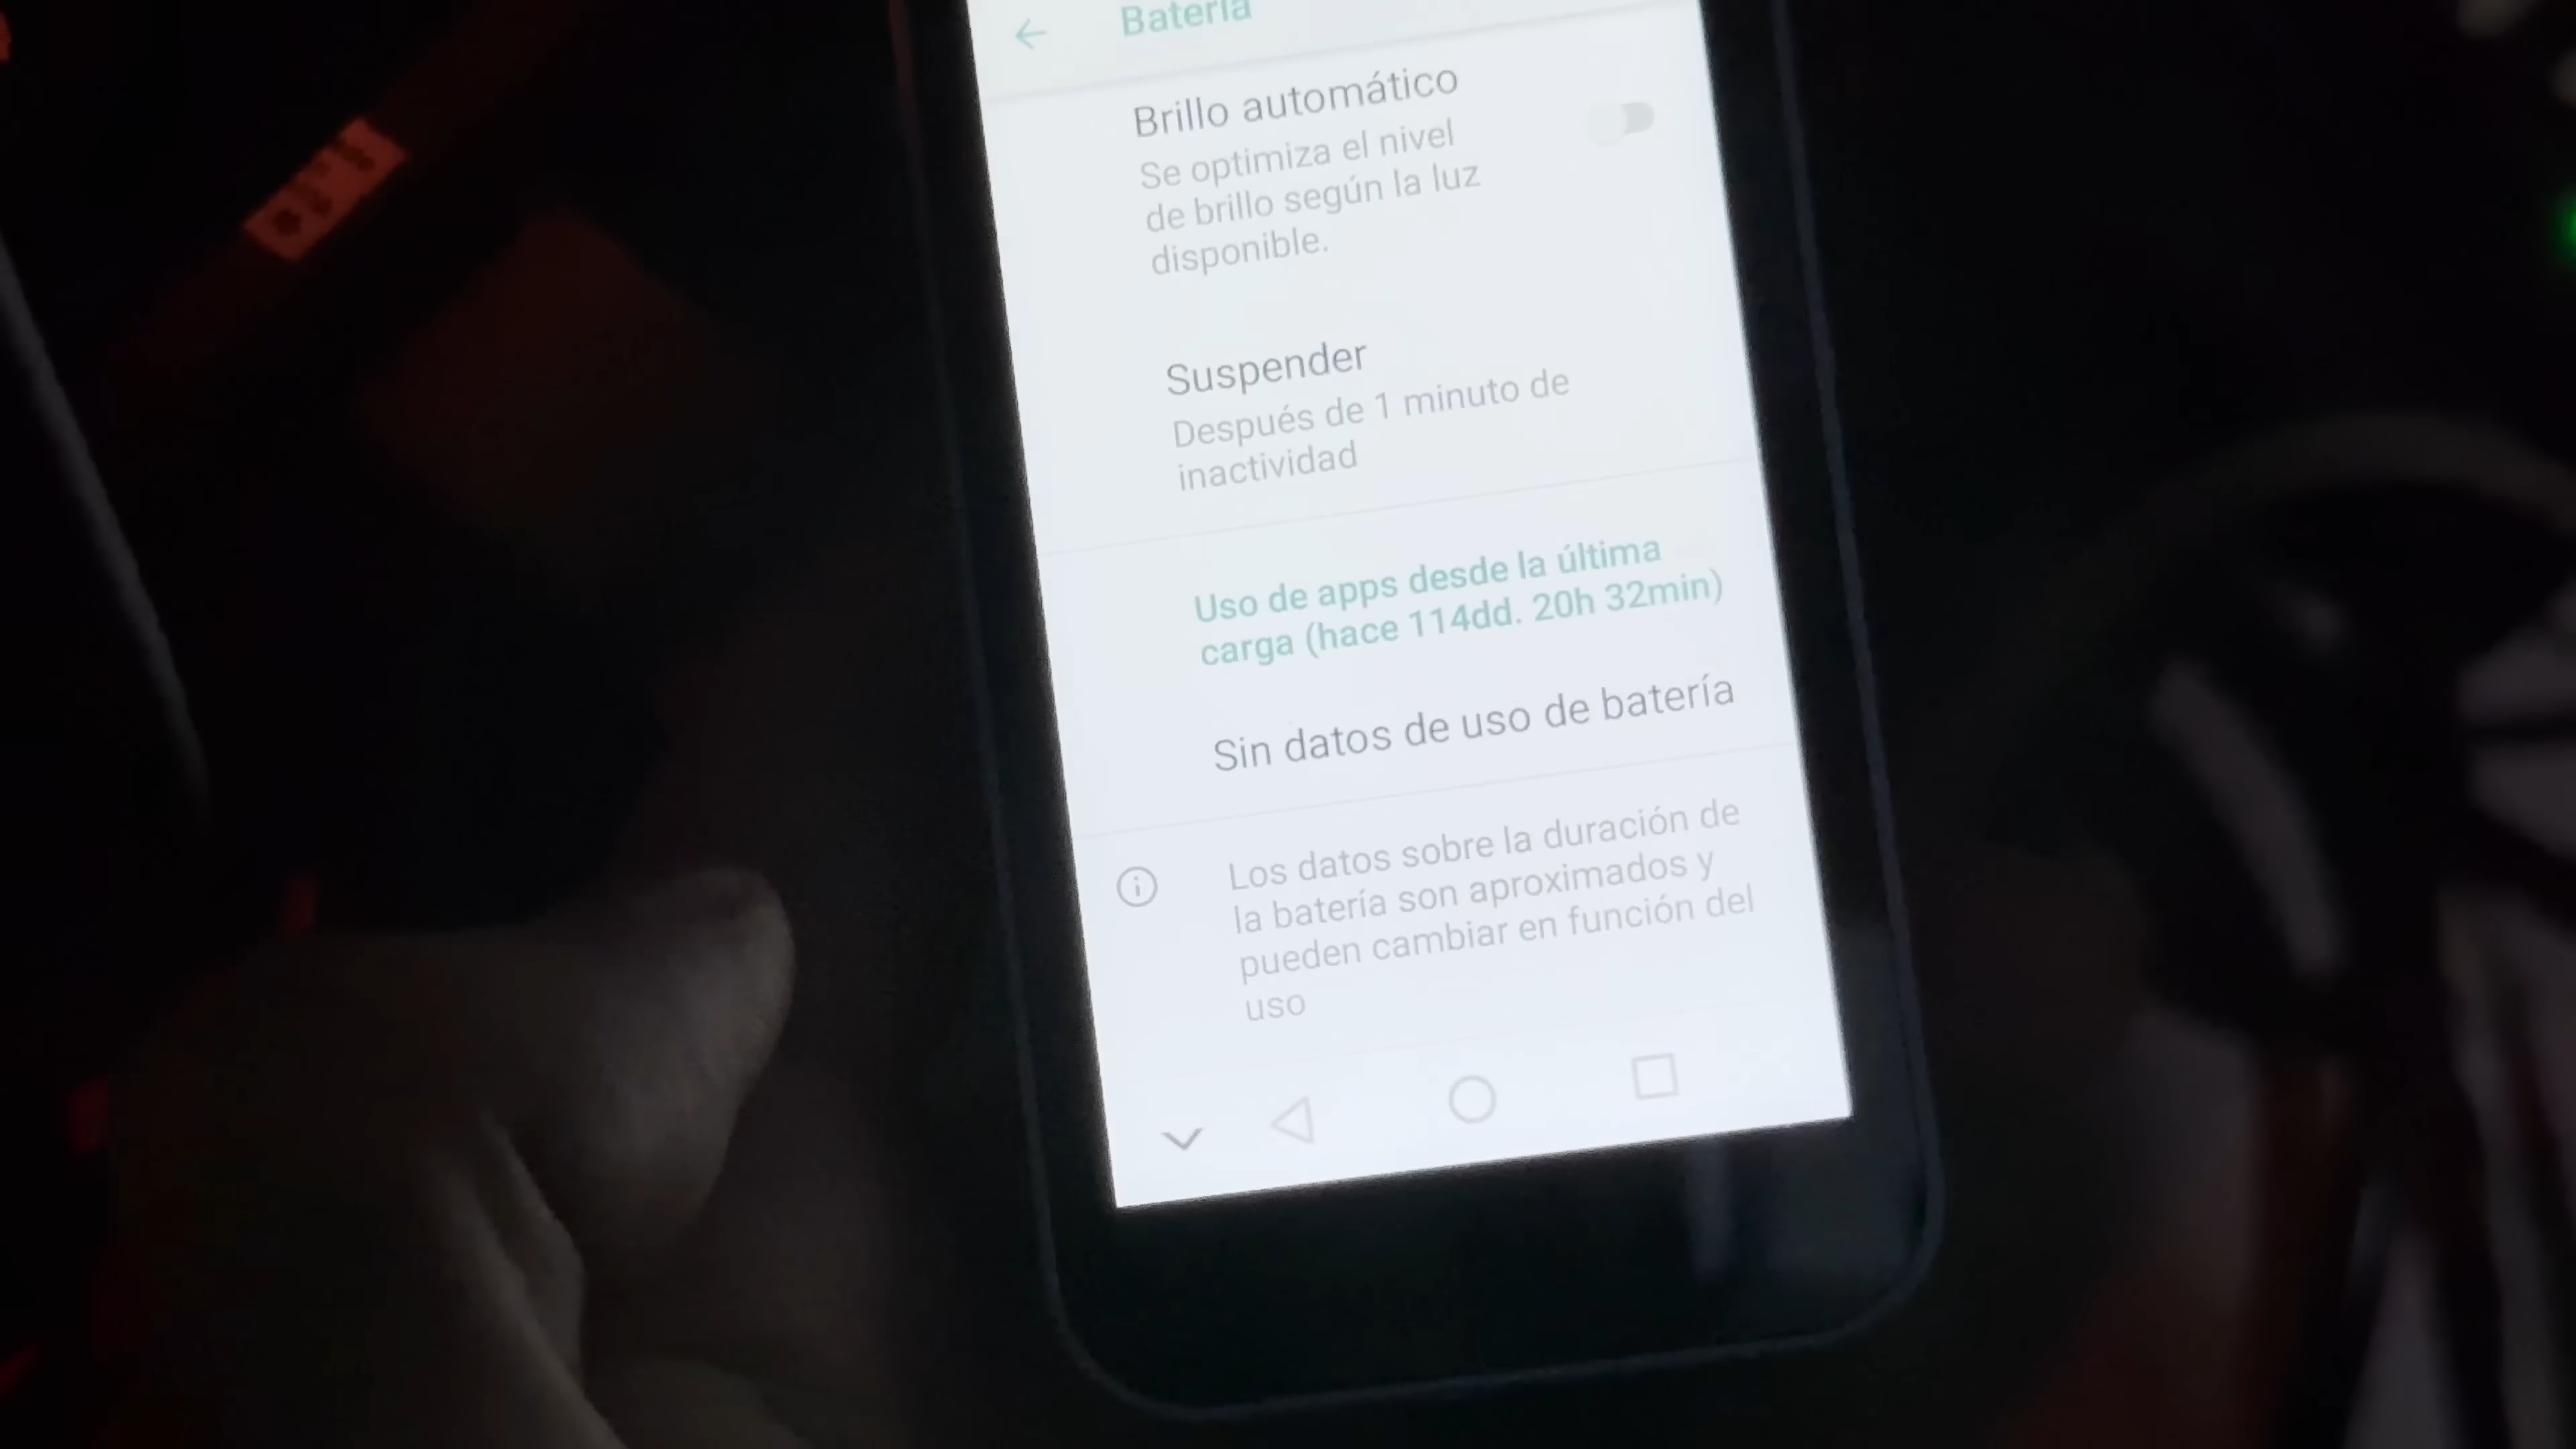 Batería
Brillo automático
Se optimiza el nivel
de brillo según la luz
disponible.
Suspender
Después de 1 minuto de
inactividad
Uso de apps desde la última
carga (hace 114dd. 20h 32min)
Sin datos de uso de batería
Los datos sobre la duración de
la batería son aproximados y
pueden cambiar en función del
uso